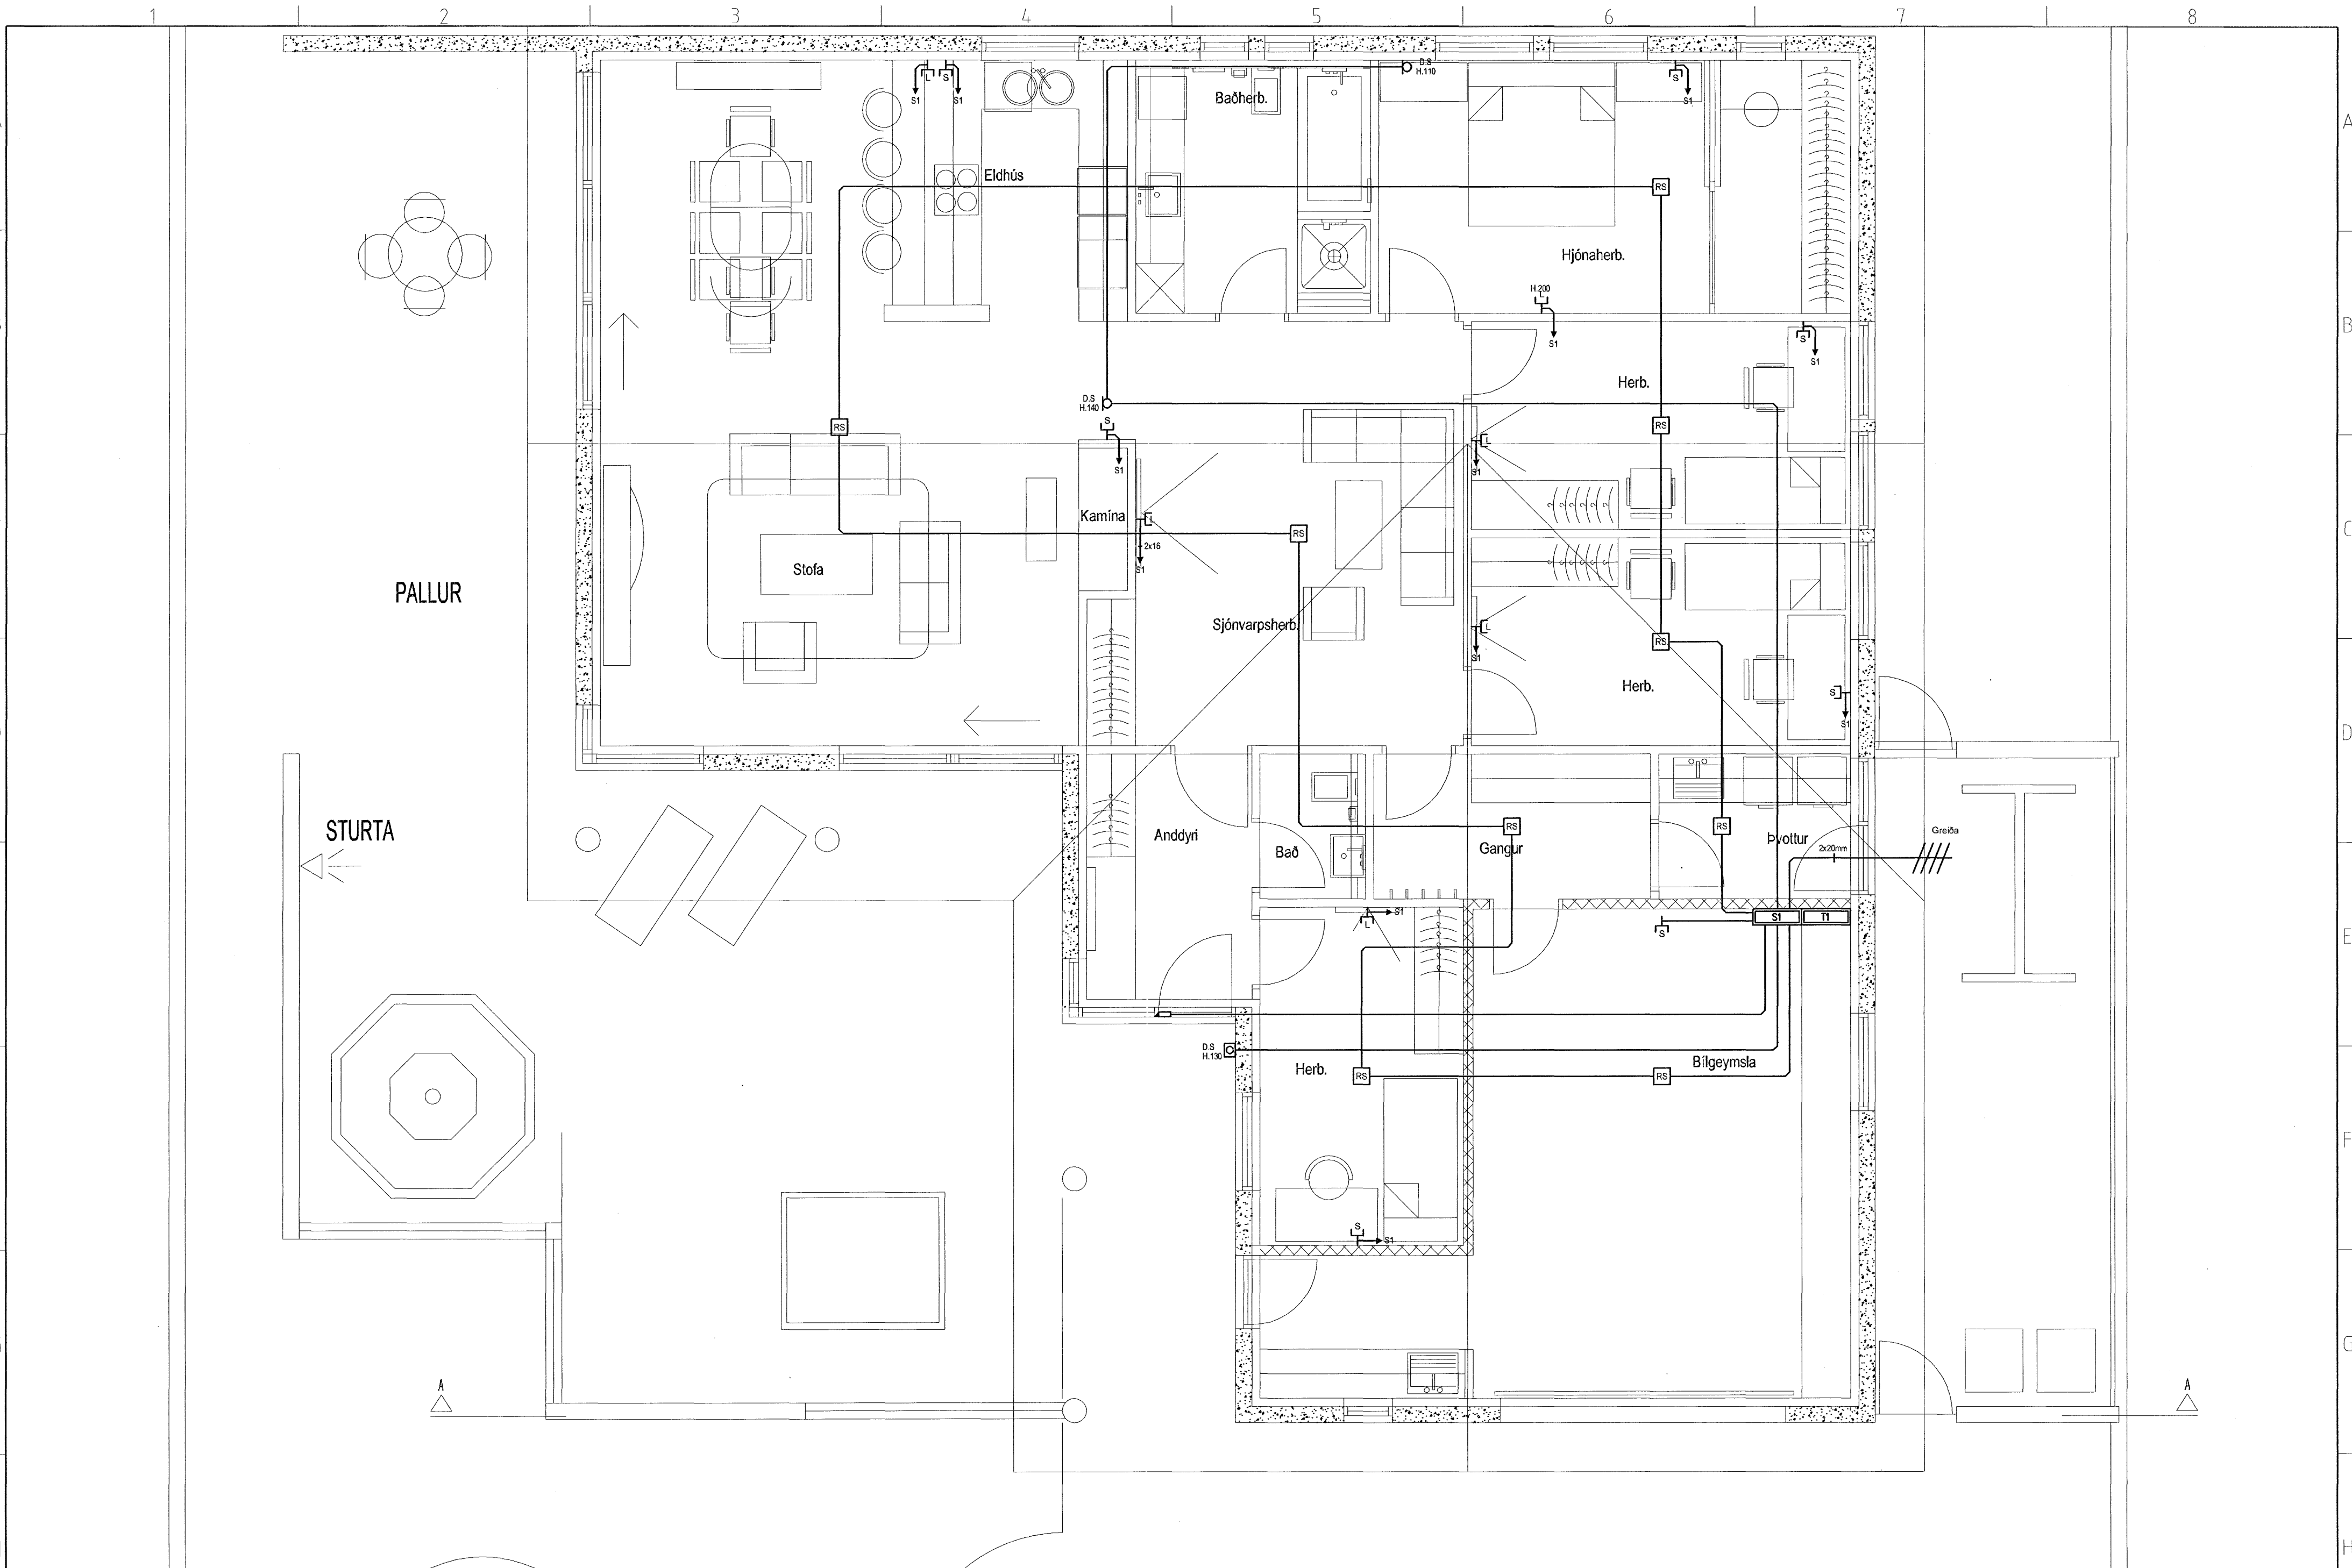 1 2 3 4 5 6 7 8
D.S
H.110
L S
S
S1 S1
S1
Baðherb.
A
Eldhús
RS
Hjónaherb.
H.200
L
S1
S
S1
B
Herb.
D.S
H.140
S
RS
RS
L
S1
S1
Kamína
L
2x16
S1
RS
C
Stofa
PALLUR
Sjónvarpsherb.
L
S1
RS
Herb.
S
S1
D
STURTA
Anddyri
Bað
RS
Gangur
RS
Þvottur
2x20mm
Greiða
L
S1
S
S1
T1
E
D.S
H.130
Herb.
RS
RS
Bílgeymsla
F
S
S1
G
A
A
H